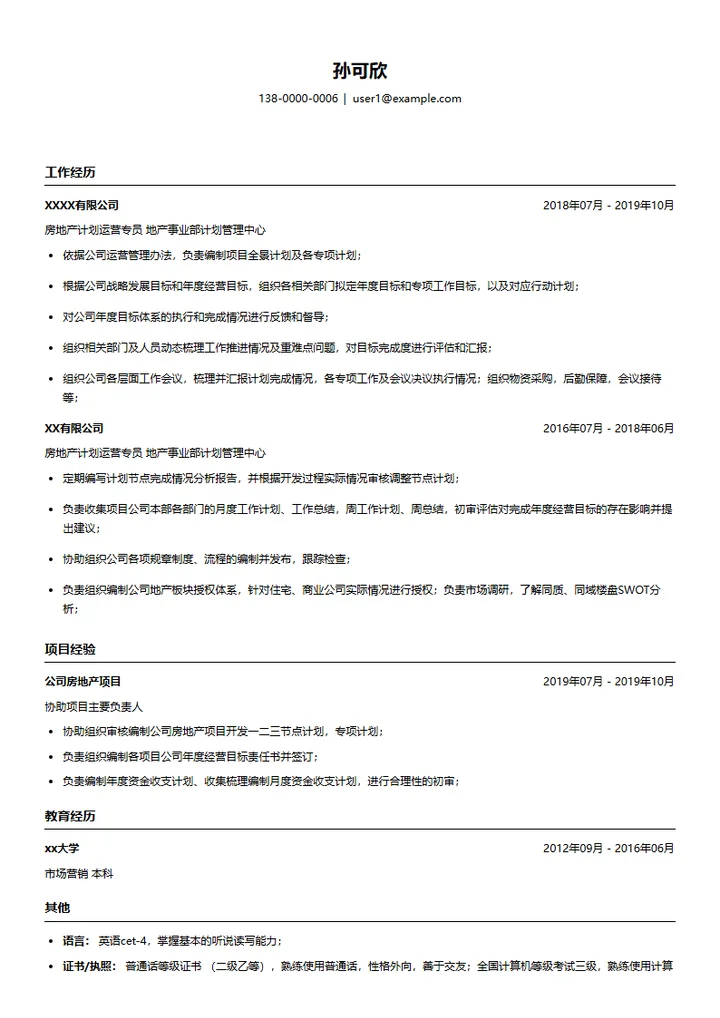 孙可欣
138-0000-0006 | user1@example.com
工作经历
XXXX有限公司 2018年07月 - 2019年10月
房地产计划运营专员 地产事业部计划管理中心
• 依据公司运营管理办法，负责编制项目全景计划及各专项计划；
• 根据公司战略发展目标和年度经营目标，组织各相关部门拟定年度目标和专项工作目标，以及对应行动计划；
• 对公司年度目标体系的执行和完成情况进行反馈和督导；
• 组织相关部门及人员动态梳理工作推进情况及重难点问题，对目标完成度进行评估和汇报；
• 组织公司各层面工作会议，梳理并汇报计划完成情况，各专项工作及会议决议执行情况；组织物资采购，后勤保障，会议接待
等；
XX有限公司 2016年07月 - 2018年06月
房地产计划运营专员 地产事业部计划管理中心
• 定期编写计划节点完成情况分析报告，并根据开发过程实际情况审核调整节点计划；
• 负责收集项目公司本部各部门的月度工作计划、工作总结，周工作计划、周总结，初审评估对完成年度经营目标的存在影响并提
出建议；
• 协助组织公司各项规章制度、流程的编制并发布，跟踪检查；
• 负责组织编制公司地产板块授权体系，针对住宅、商业公司实际情况进行授权；负责市场调研，了解同质、同域楼盘SWOT分
析；
项目经验
公司房地产项目 2019年07月 - 2019年10月
协助项目主要负责人
• 协助组织审核编制公司房地产项目开发一二三节点计划，专项计划；
• 负责组织编制各项目公司年度经营目标责任书并签订；
• 负责编制年度资金收支计划、收集梳理编制月度资金收支计划，进行合理性的初审；
教育经历
xx大学 2012年09月 - 2016年06月
市场营销 本科
其他
• 语言： 英语cet-4，掌握基本的听说读写能力；
• 证书/执照： 普通话等级证书 （二级乙等），熟练使用普通话，性格外向，善于交友；全国计算机等级考试三级，熟练使用计算